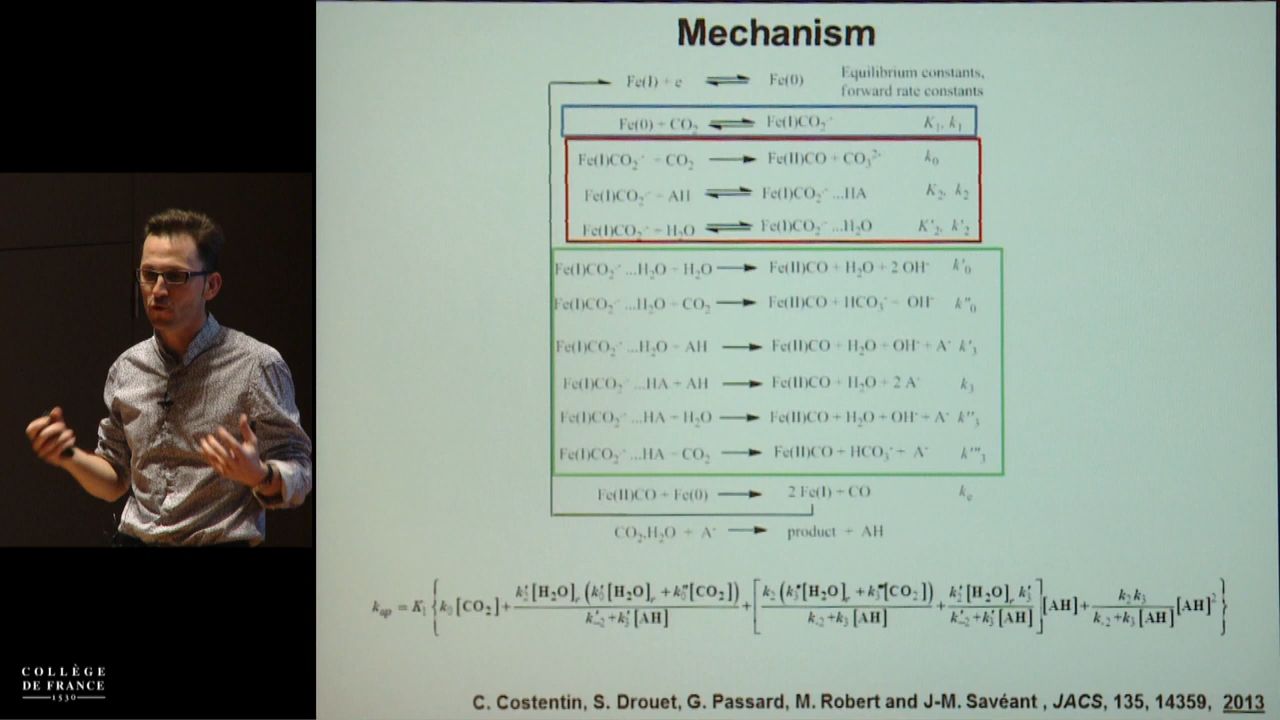 Mechanism
Fe(I) + e ⇌ Fe(0) Equilibrium constants,
forward rate constants
Fe(0) + CO₂ ⇌ Fe(I)CO₂·⁻ K₁, k₁
Fe(I)CO₂·⁻ + CO₂ → Fe(II)CO + CO₃²⁻ k₀
Fe(I)CO₂·⁻ + AH ⇌ Fe(I)CO₂·⁻ ...HA K₂, k₂
Fe(I)CO₂·⁻ + H₂O ⇌ Fe(I)CO₂·⁻ ...H₂O K'₂, k'₂
Fe(I)CO₂·⁻ ...H₂O + H₂O → Fe(II)CO + H₂O + 2 OH⁻ k'₀
Fe(I)CO₂·⁻ ...H₂O + CO₂ → Fe(II)CO + HCO₃⁻ + OH⁻ k''₀
Fe(I)CO₂·⁻ ...H₂O + AH → Fe(II)CO + H₂O + OH⁻ + A⁻ k'₃
Fe(I)CO₂·⁻ ...HA + AH → Fe(II)CO + H₂O + 2 A⁻ k₃
Fe(I)CO₂·⁻ ...HA + H₂O → Fe(II)CO + H₂O + OH⁻ + A⁻ k''₃
Fe(I)CO₂·⁻ ...HA + CO₂ → Fe(II)CO + HCO₃⁻ + A⁻ k'''₃
Fe(II)CO + Fe(0) → 2 Fe(I) + CO kₑ
CO₂,H₂O + A⁻ → product + AH
COLLÈGE
DE FRANCE
1530
C. Costentin, S. Drouet, G. Passard, M. Robert and J-M. Savéant , JACS, 135, 14359, 2013